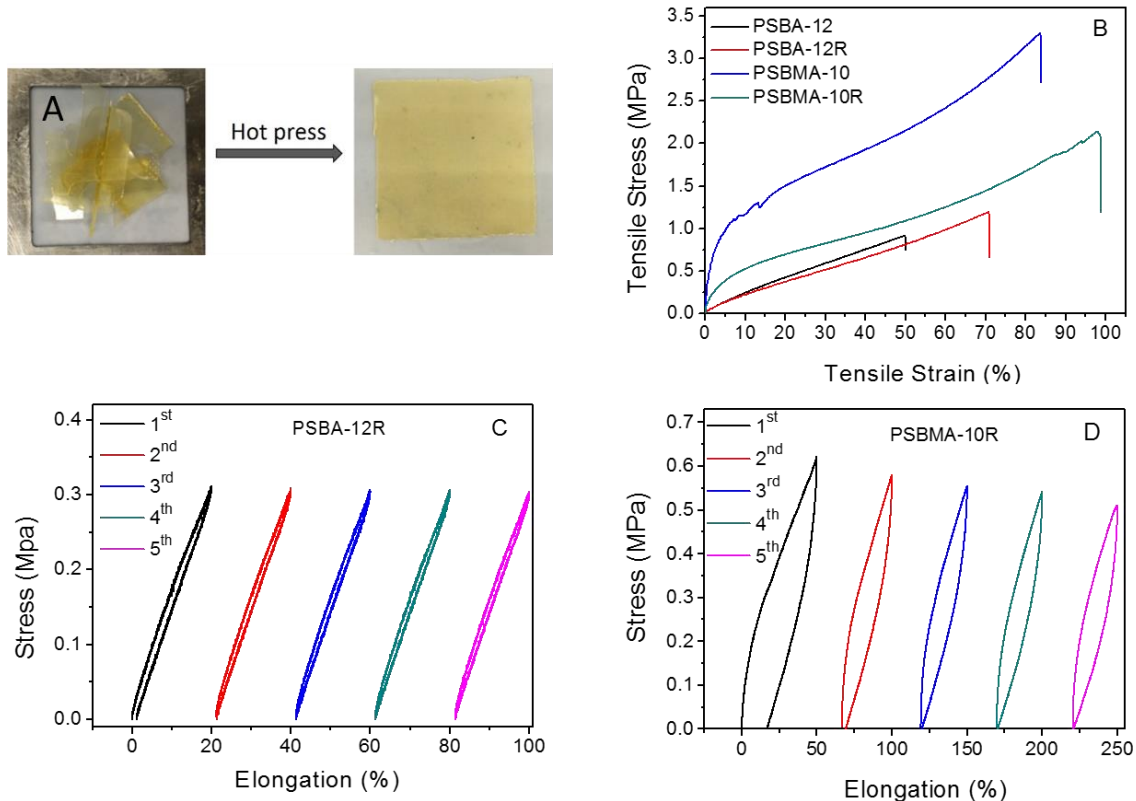 A
Hot press
B
PSBA-12
PSBA-12R
PSBMA-10
PSBMA-10R
Tensile Stress (MPa)
3.5
3.0
2.5
2.0
1.5
1.0
0.5
0.0
0 10 20 30 40 50 60 70 80 90 100
Tensile Strain (%)
C
PSBA-12R
1st
2nd
3rd
4th
5th
Stress (Mpa)
0.4
0.3
0.2
0.1
0.0
0 20 40 60 80 100
Elongation (%)
D
PSBMA-10R
1st
2nd
3rd
4th
5th
Stress (MPa)
0.7
0.6
0.5
0.4
0.3
0.2
0.1
0.0
0 50 100 150 200 250
Elongation (%)